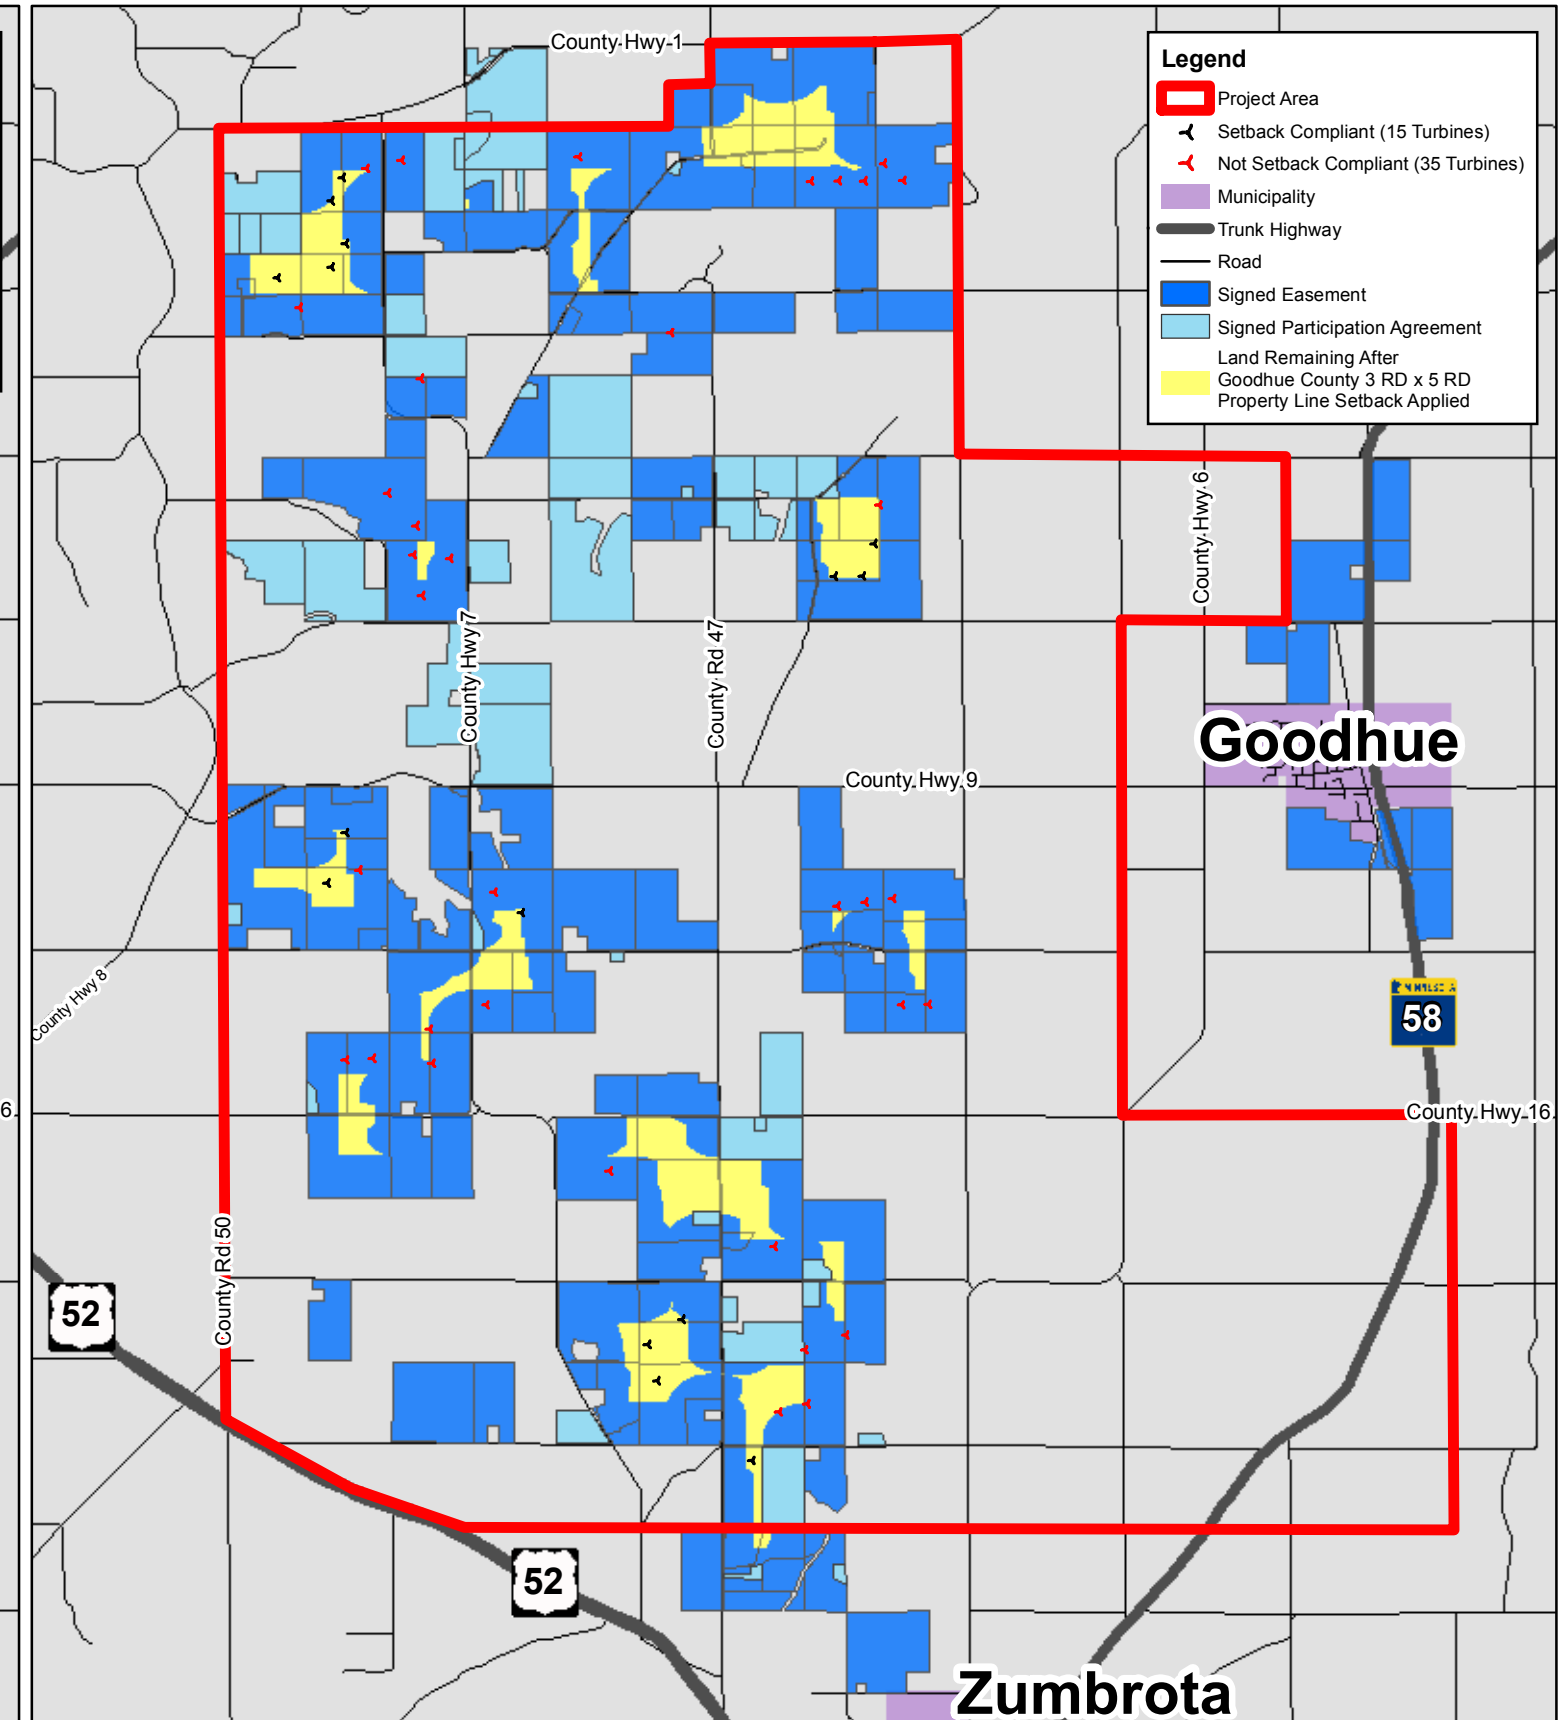 County Hwy 1
Legend
Project Area
Setback Compliant (15 Turbines)
Not Setback Compliant (35 Turbines)
Municipality
Trunk Highway
Road
Signed Easement
Signed Participation Agreement
Land Remaining After
Goodhue County 3 RD x 5 RD
Property Line Setback Applied
County Hwy 6
County Hwy 7
County Rd 47
Goodhue
County Hwy 9
County Hwy 8
MINNESOTA
58
6
County Hwy 16
County Rd 50
52
52
Zumbrota